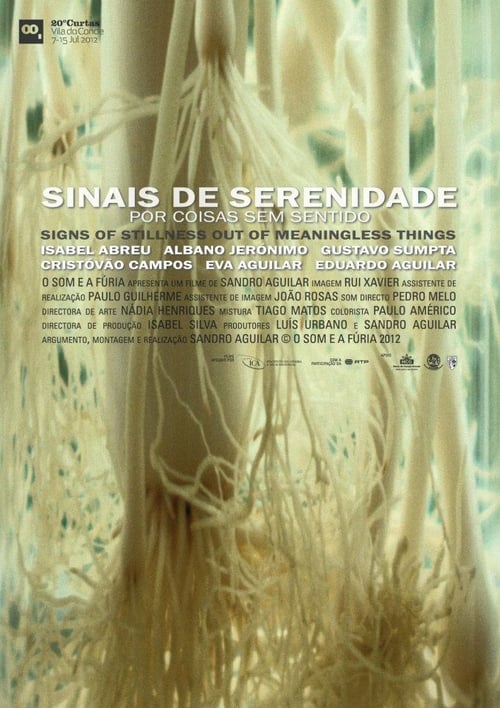 20ºCurtas
Vila do Conde
7-15 Jul 2012
SINAIS DE SERENIDADE
POR COISAS SEM SENTIDO
SIGNS OF STILLNESS OUT OF MEANINGLESS THINGS
ISABEL ABREU ALBANO JERÓNIMO GUSTAVO SUMPTA
CRISTÓVÃO CAMPOS EVA AGUILAR EDUARDO AGUILAR
O SOM E A FÚRIA APRESENTA UM FILME DE SANDRO AGUILAR IMAGEM RUI XAVIER ASSISTENTE DE
REALIZAÇÃO PAULO GUILHERME ASSISTENTE DE IMAGEM JOÃO ROSAS SOM DIRECTO PEDRO MELO
DIRECTORA DE ARTE NÁDIA HENRIQUES MISTURA TIAGO MATOS COLORISTA PAULO AMÉRICO
DIRECTORA DE PRODUÇÃO ISABEL SILVA PRODUTORES LUÍS URBANO E SANDRO AGUILAR
ARGUMENTO, MONTAGEM E REALIZAÇÃO SANDRO AGUILAR © O SOM E A FÚRIA 2012
ICA
RTP